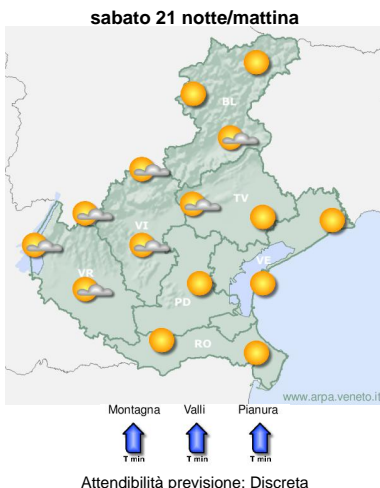 sabato 21 notte/mattina
BL
TV
VI
VE
VR
PD
RO
www.arpa.veneto.it
Montagna Valli Pianura
T min T min T min
Attendibilità previsione: Discreta